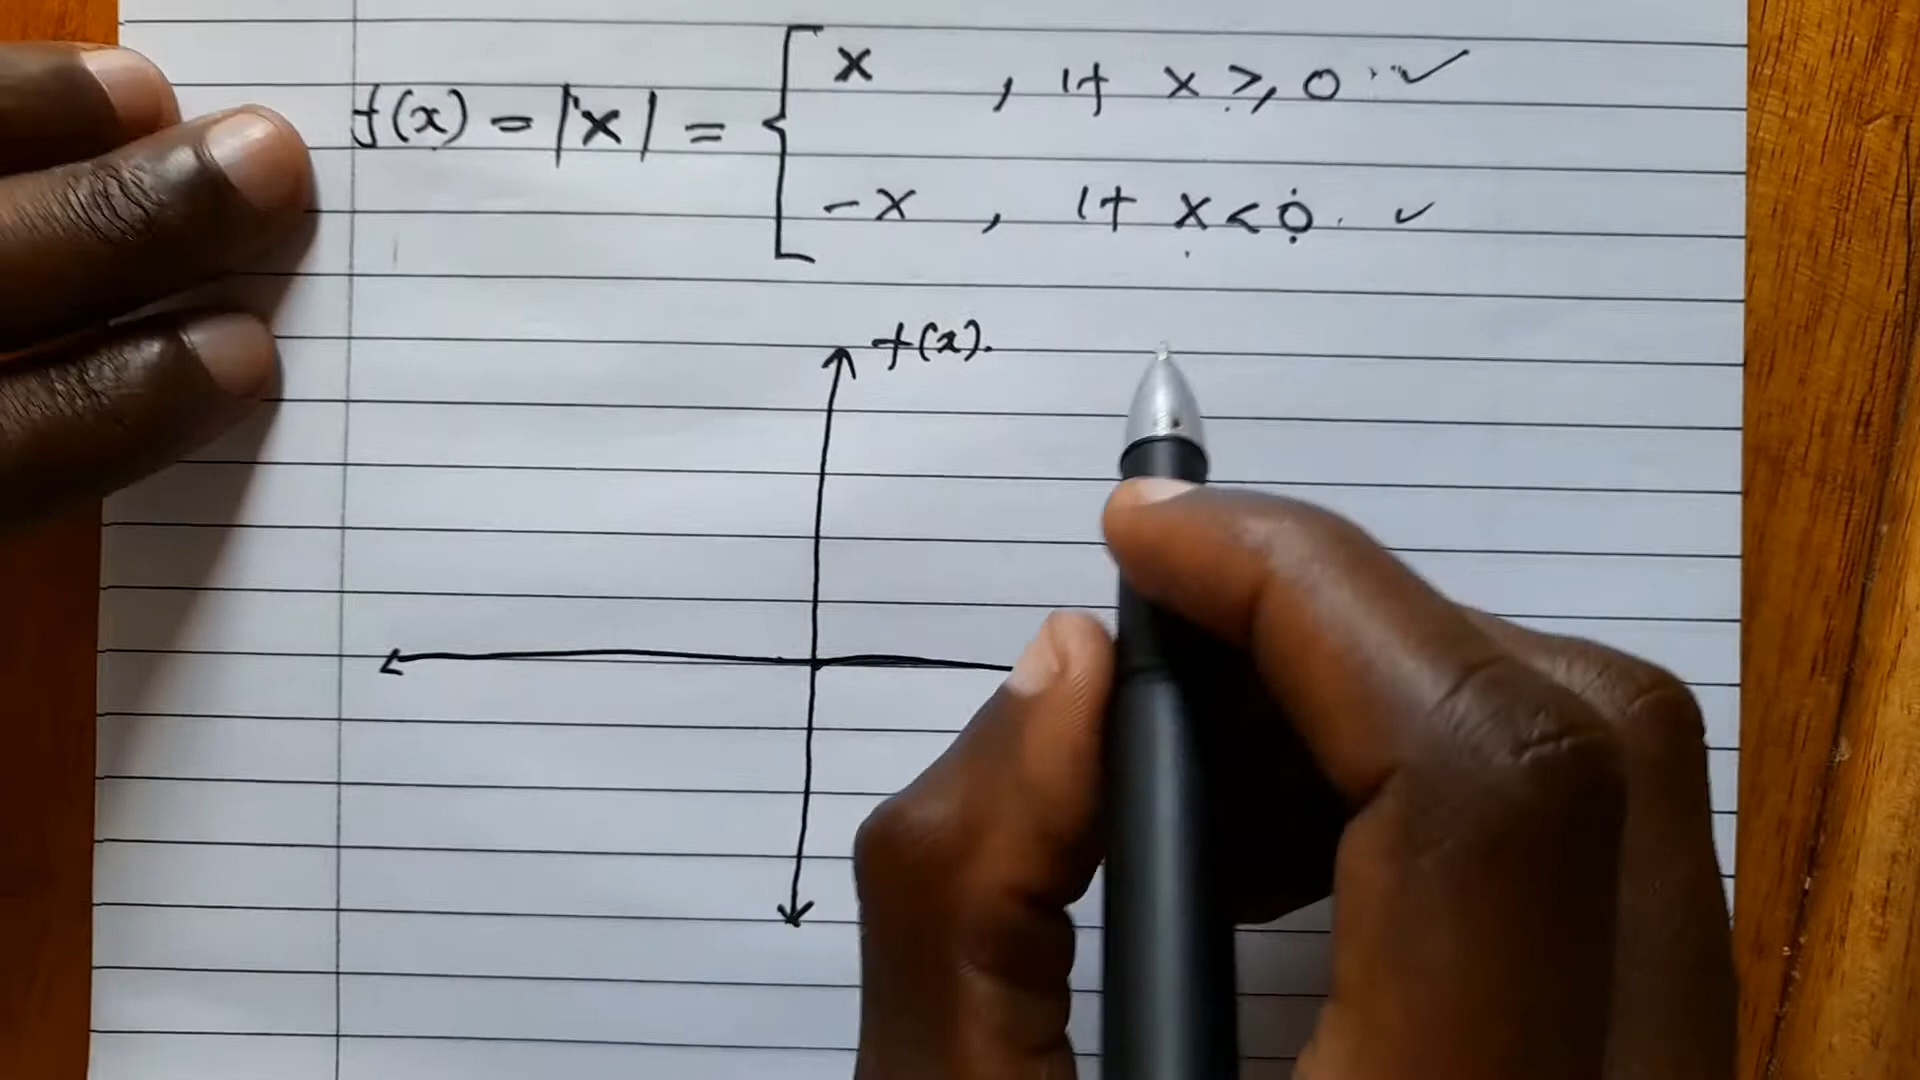 f(x) = |x| = { x , if x ≥ 0 ✓
-x , if x < 0. ✓
f(x).